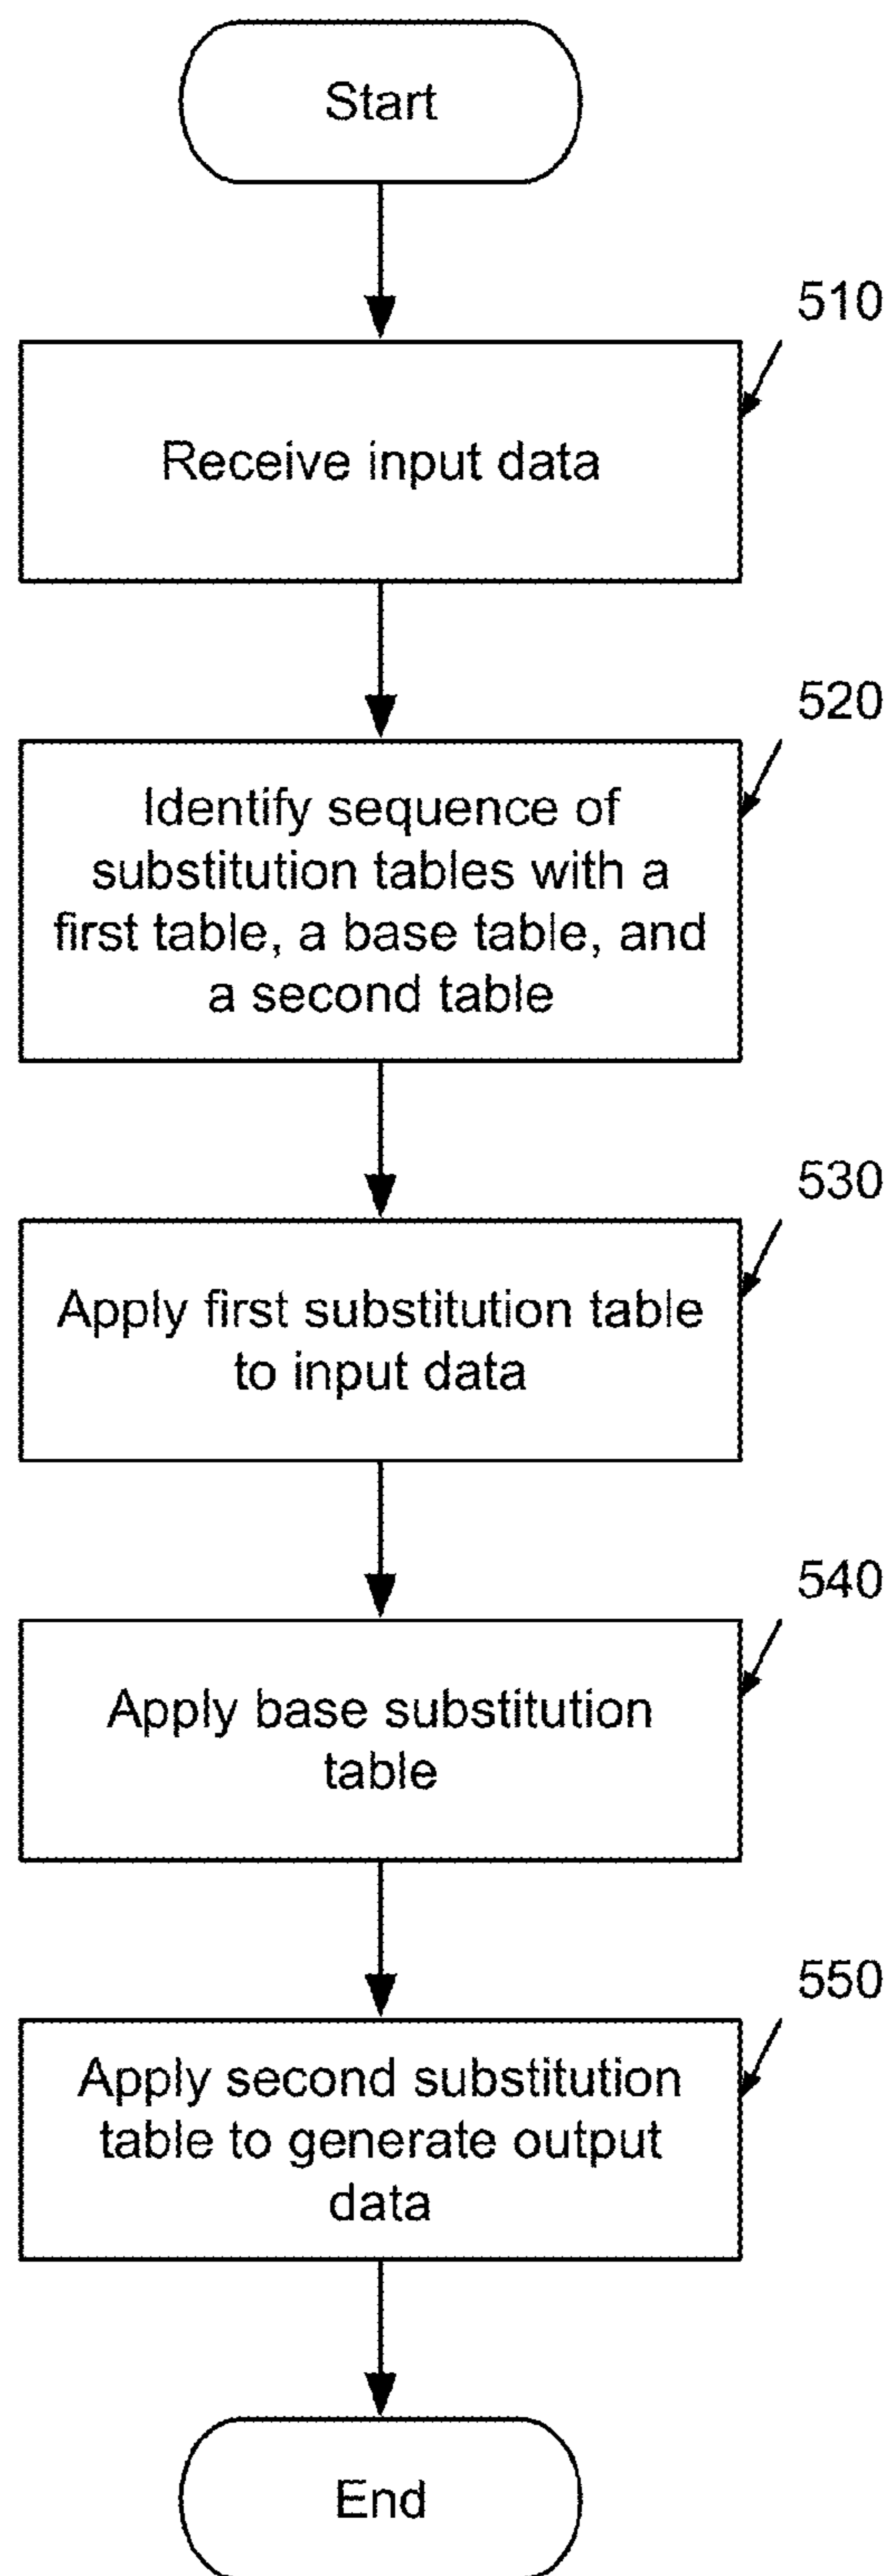 Start
510
Receive input data
520
Identify sequence of
substitution tables with a
first table, a base table, and
a second table
530
Apply first substitution table
to input data
540
Apply base substitution
table
550
Apply second substitution
table to generate output
data
End